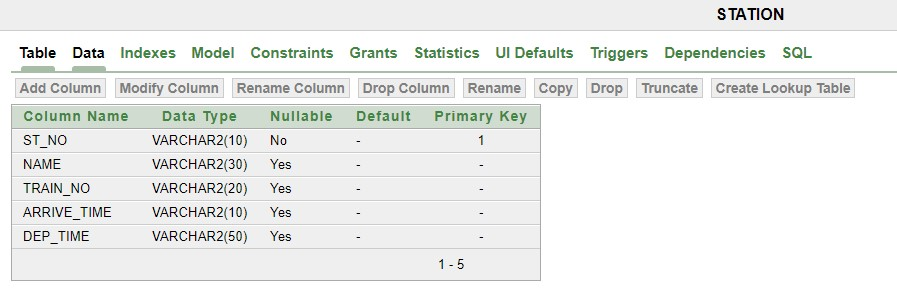 STATION
Table Data Indexes Model Constraints Grants Statistics UI Defaults Triggers Dependencies SQL
Add Column Modify Column Rename Column Drop Column Rename Copy Drop Truncate Create Lookup Table
Column Name Data Type Nullable Default Primary Key
ST_NO VARCHAR2(10) No - 1
NAME VARCHAR2(30) Yes - -
TRAIN_NO VARCHAR2(20) Yes - -
ARRIVE_TIME VARCHAR2(10) Yes - -
DEP_TIME VARCHAR2(50) Yes - -
1 - 5